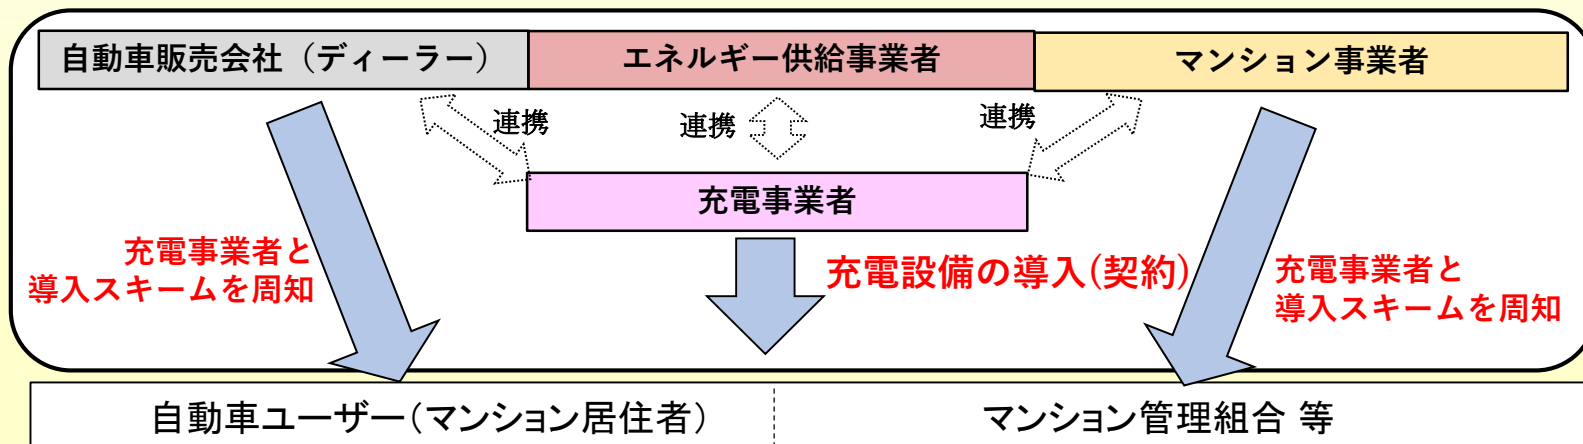 自動車販売会社（ディーラー）
エネルギー供給事業者
マンション事業者
連携
連携
連携
充電事業者
充電事業者と
導入スキームを周知
充電設備の導入(契約)
充電事業者と
導入スキームを周知
自動車ユーザー（マンション居住者）
マンション管理組合 等